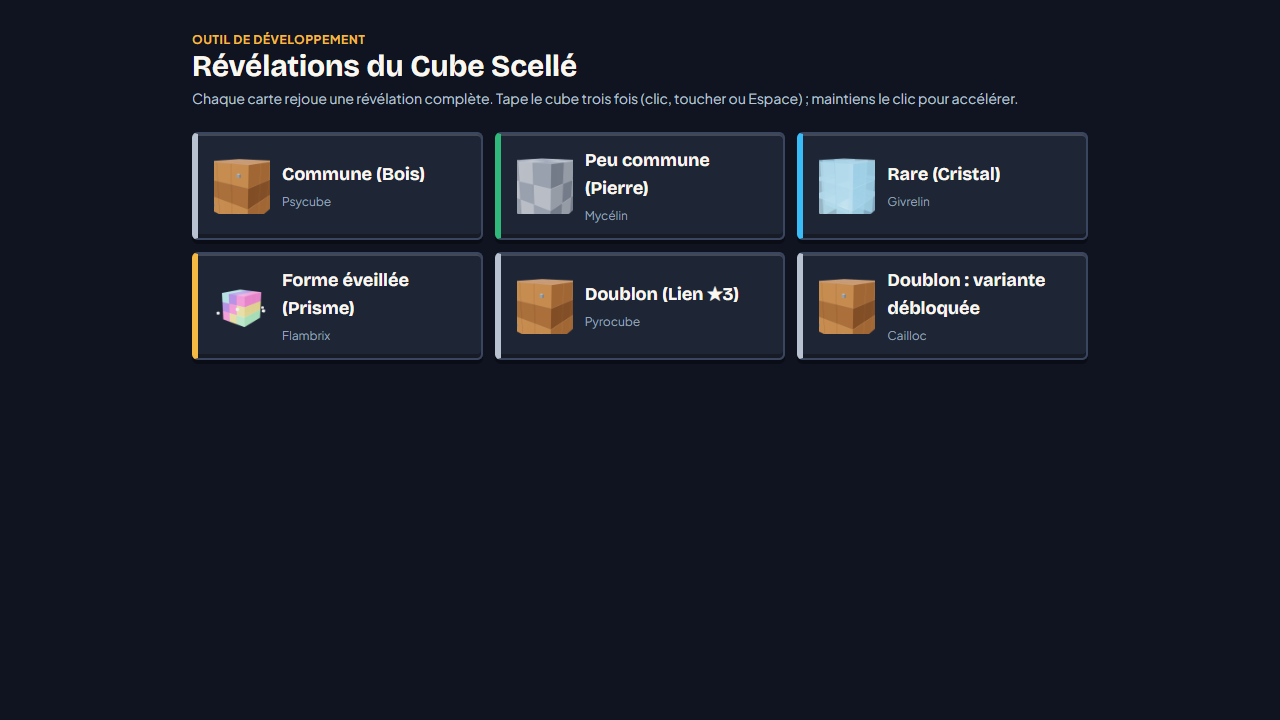 OUTIL DE DÉVELOPPEMENT
Révélations du Cube Scellé
Chaque carte rejoue une révélation complète. Tape le cube trois fois (clic, toucher ou Espace) ; maintiens le clic pour accélérer.
Commune (Bois)
Psycube
Peu commune
(Pierre)
Mycélin
Rare (Cristal)
Givrelin
Forme éveillée
(Prisme)
Flambrix
Doublon (Lien ★3)
Pyrocube
Doublon : variante
débloquée
Cailloc